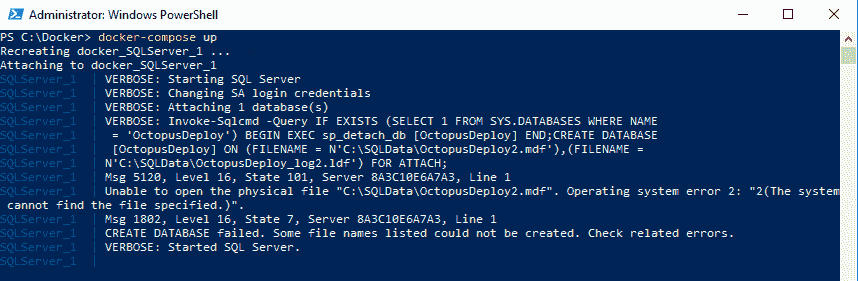 Administrator: Windows PowerShell
PS C:\Docker> docker-compose up
Recreating docker_SQLServer_1 ...
Attaching to docker_SQLServer_1
SQLServer_1  | VERBOSE: Starting SQL Server
SQLServer_1  | VERBOSE: Changing SA login credentials
SQLServer_1  | VERBOSE: Attaching 1 database(s)
SQLServer_1  | VERBOSE: Invoke-Sqlcmd -Query IF EXISTS (SELECT 1 FROM SYS.DATABASES WHERE NAME
SQLServer_1  |  = 'OctopusDeploy') BEGIN EXEC sp_detach_db [OctopusDeploy] END;CREATE DATABASE
SQLServer_1  |  [OctopusDeploy] ON (FILENAME = N'C:\SQLData\OctopusDeploy2.mdf'),(FILENAME =
SQLServer_1  | N'C:\SQLData\OctopusDeploy_log2.ldf') FOR ATTACH;
SQLServer_1  | Msg 5120, Level 16, State 101, Server 8A3C10E6A7A3, Line 1
SQLServer_1  | Unable to open the physical file "C:\SQLData\OctopusDeploy2.mdf". Operating system error 2: "2(The system
 cannot find the file specified.)".
SQLServer_1  | Msg 1802, Level 16, State 7, Server 8A3C10E6A7A3, Line 1
SQLServer_1  | CREATE DATABASE failed. Some file names listed could not be created. Check related errors.
SQLServer_1  | VERBOSE: Started SQL Server.
SQLServer_1  |